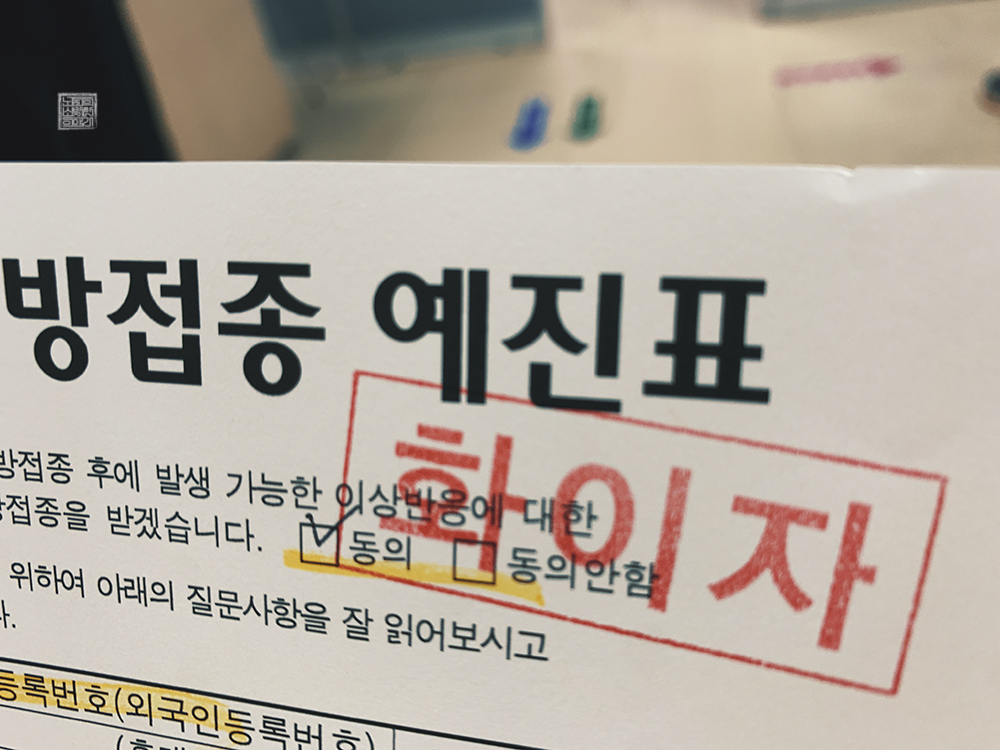 방접종 예진표
화이자
방접종 후에 발생 가능한 이상반응에 대한
접종을 받겠습니다. ☑동의 ☐동의안함
위하여 아래의 질문사항을 잘 읽어보시고
다.
등록번호(외국인등록번호)